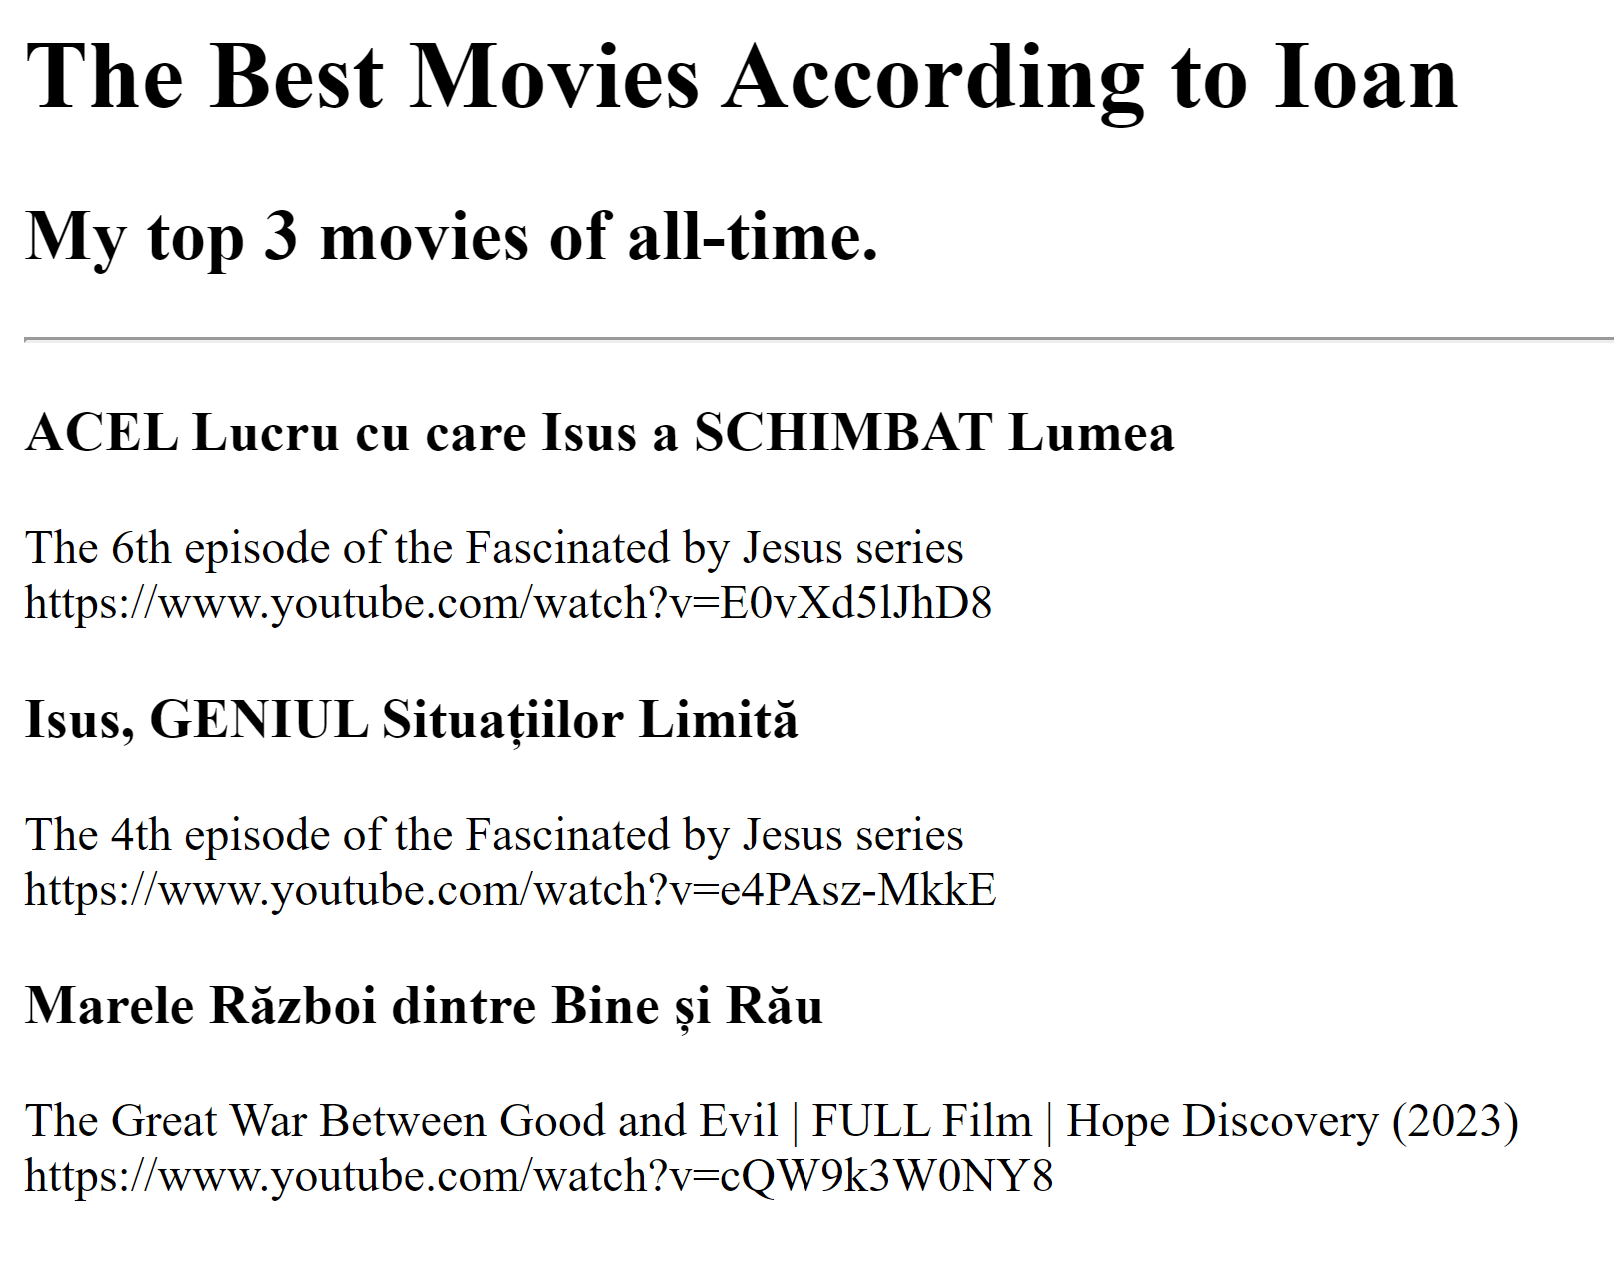 The Best Movies According to Ioan
My top 3 movies of all-time.
ACEL Lucru cu care Isus a SCHIMBAT Lumea
The 6th episode of the Fascinated by Jesus series
https://www.youtube.com/watch?v=E0vXd5lJhD8
Isus, GENIUL Situațiilor Limită
The 4th episode of the Fascinated by Jesus series
https://www.youtube.com/watch?v=e4PAsz-MkkE
Marele Război dintre Bine și Rău
The Great War Between Good and Evil | FULL Film | Hope Discovery (2023)
https://www.youtube.com/watch?v=cQW9k3W0NY8